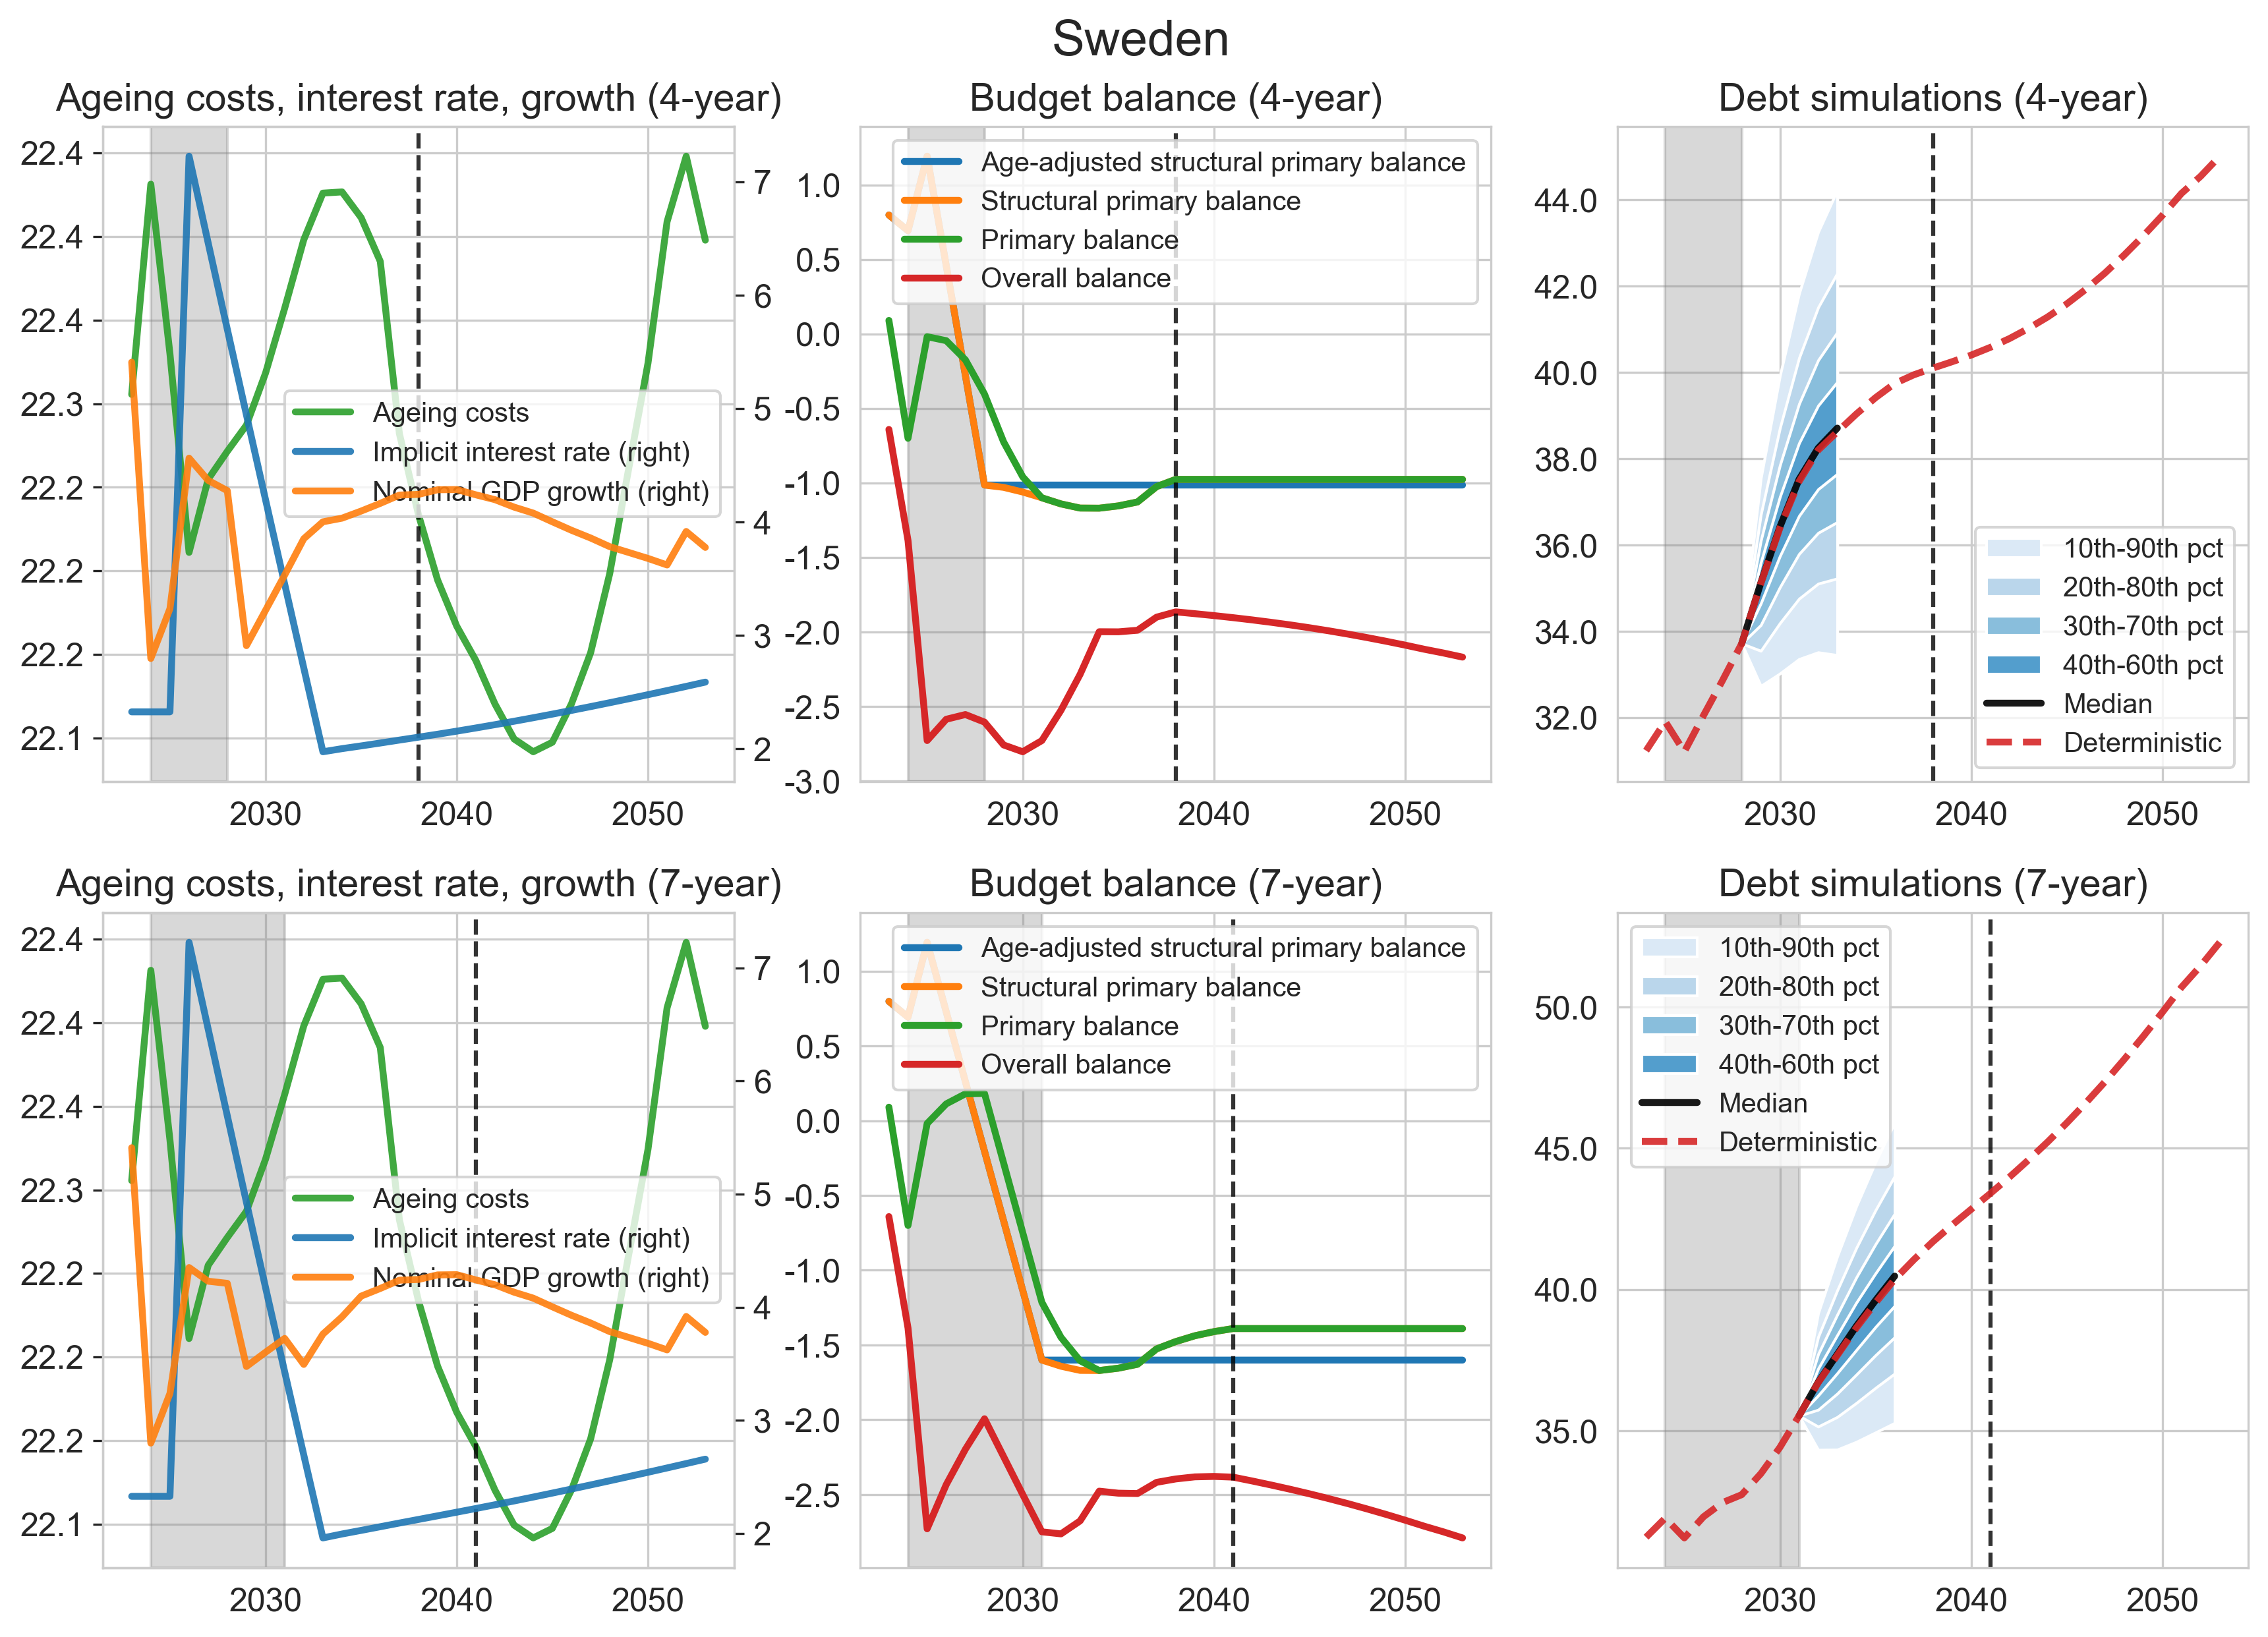 Sweden
Ageing costs, interest rate, growth (4-year)
22.4
22.4
22.4
22.3
22.2
22.2
22.2
22.1
7
6
5
4
3
2
Ageing costs
Implicit interest rate (right)
Nominal GDP growth (right)
2030
2040
2050
Budget balance (4-year)
1.0
0.5
0.0
-0.5
-1.0
-1.5
-2.0
-2.5
-3.0
Age-adjusted structural primary balance
Structural primary balance
Primary balance
Overall balance
2030
2040
2050
Debt simulations (4-year)
44.0
42.0
40.0
38.0
36.0
34.0
32.0
10th-90th pct
20th-80th pct
30th-70th pct
40th-60th pct
Median
Deterministic
2030
2040
2050
Ageing costs, interest rate, growth (7-year)
22.4
22.4
22.4
22.3
22.2
22.2
22.2
22.1
7
6
5
4
3
2
Ageing costs
Implicit interest rate (right)
Nominal GDP growth (right)
2030
2040
2050
Budget balance (7-year)
1.0
0.5
0.0
-0.5
-1.0
-1.5
-2.0
-2.5
Age-adjusted structural primary balance
Structural primary balance
Primary balance
Overall balance
2030
2040
2050
Debt simulations (7-year)
50.0
45.0
40.0
35.0
10th-90th pct
20th-80th pct
30th-70th pct
40th-60th pct
Median
Deterministic
2030
2040
2050